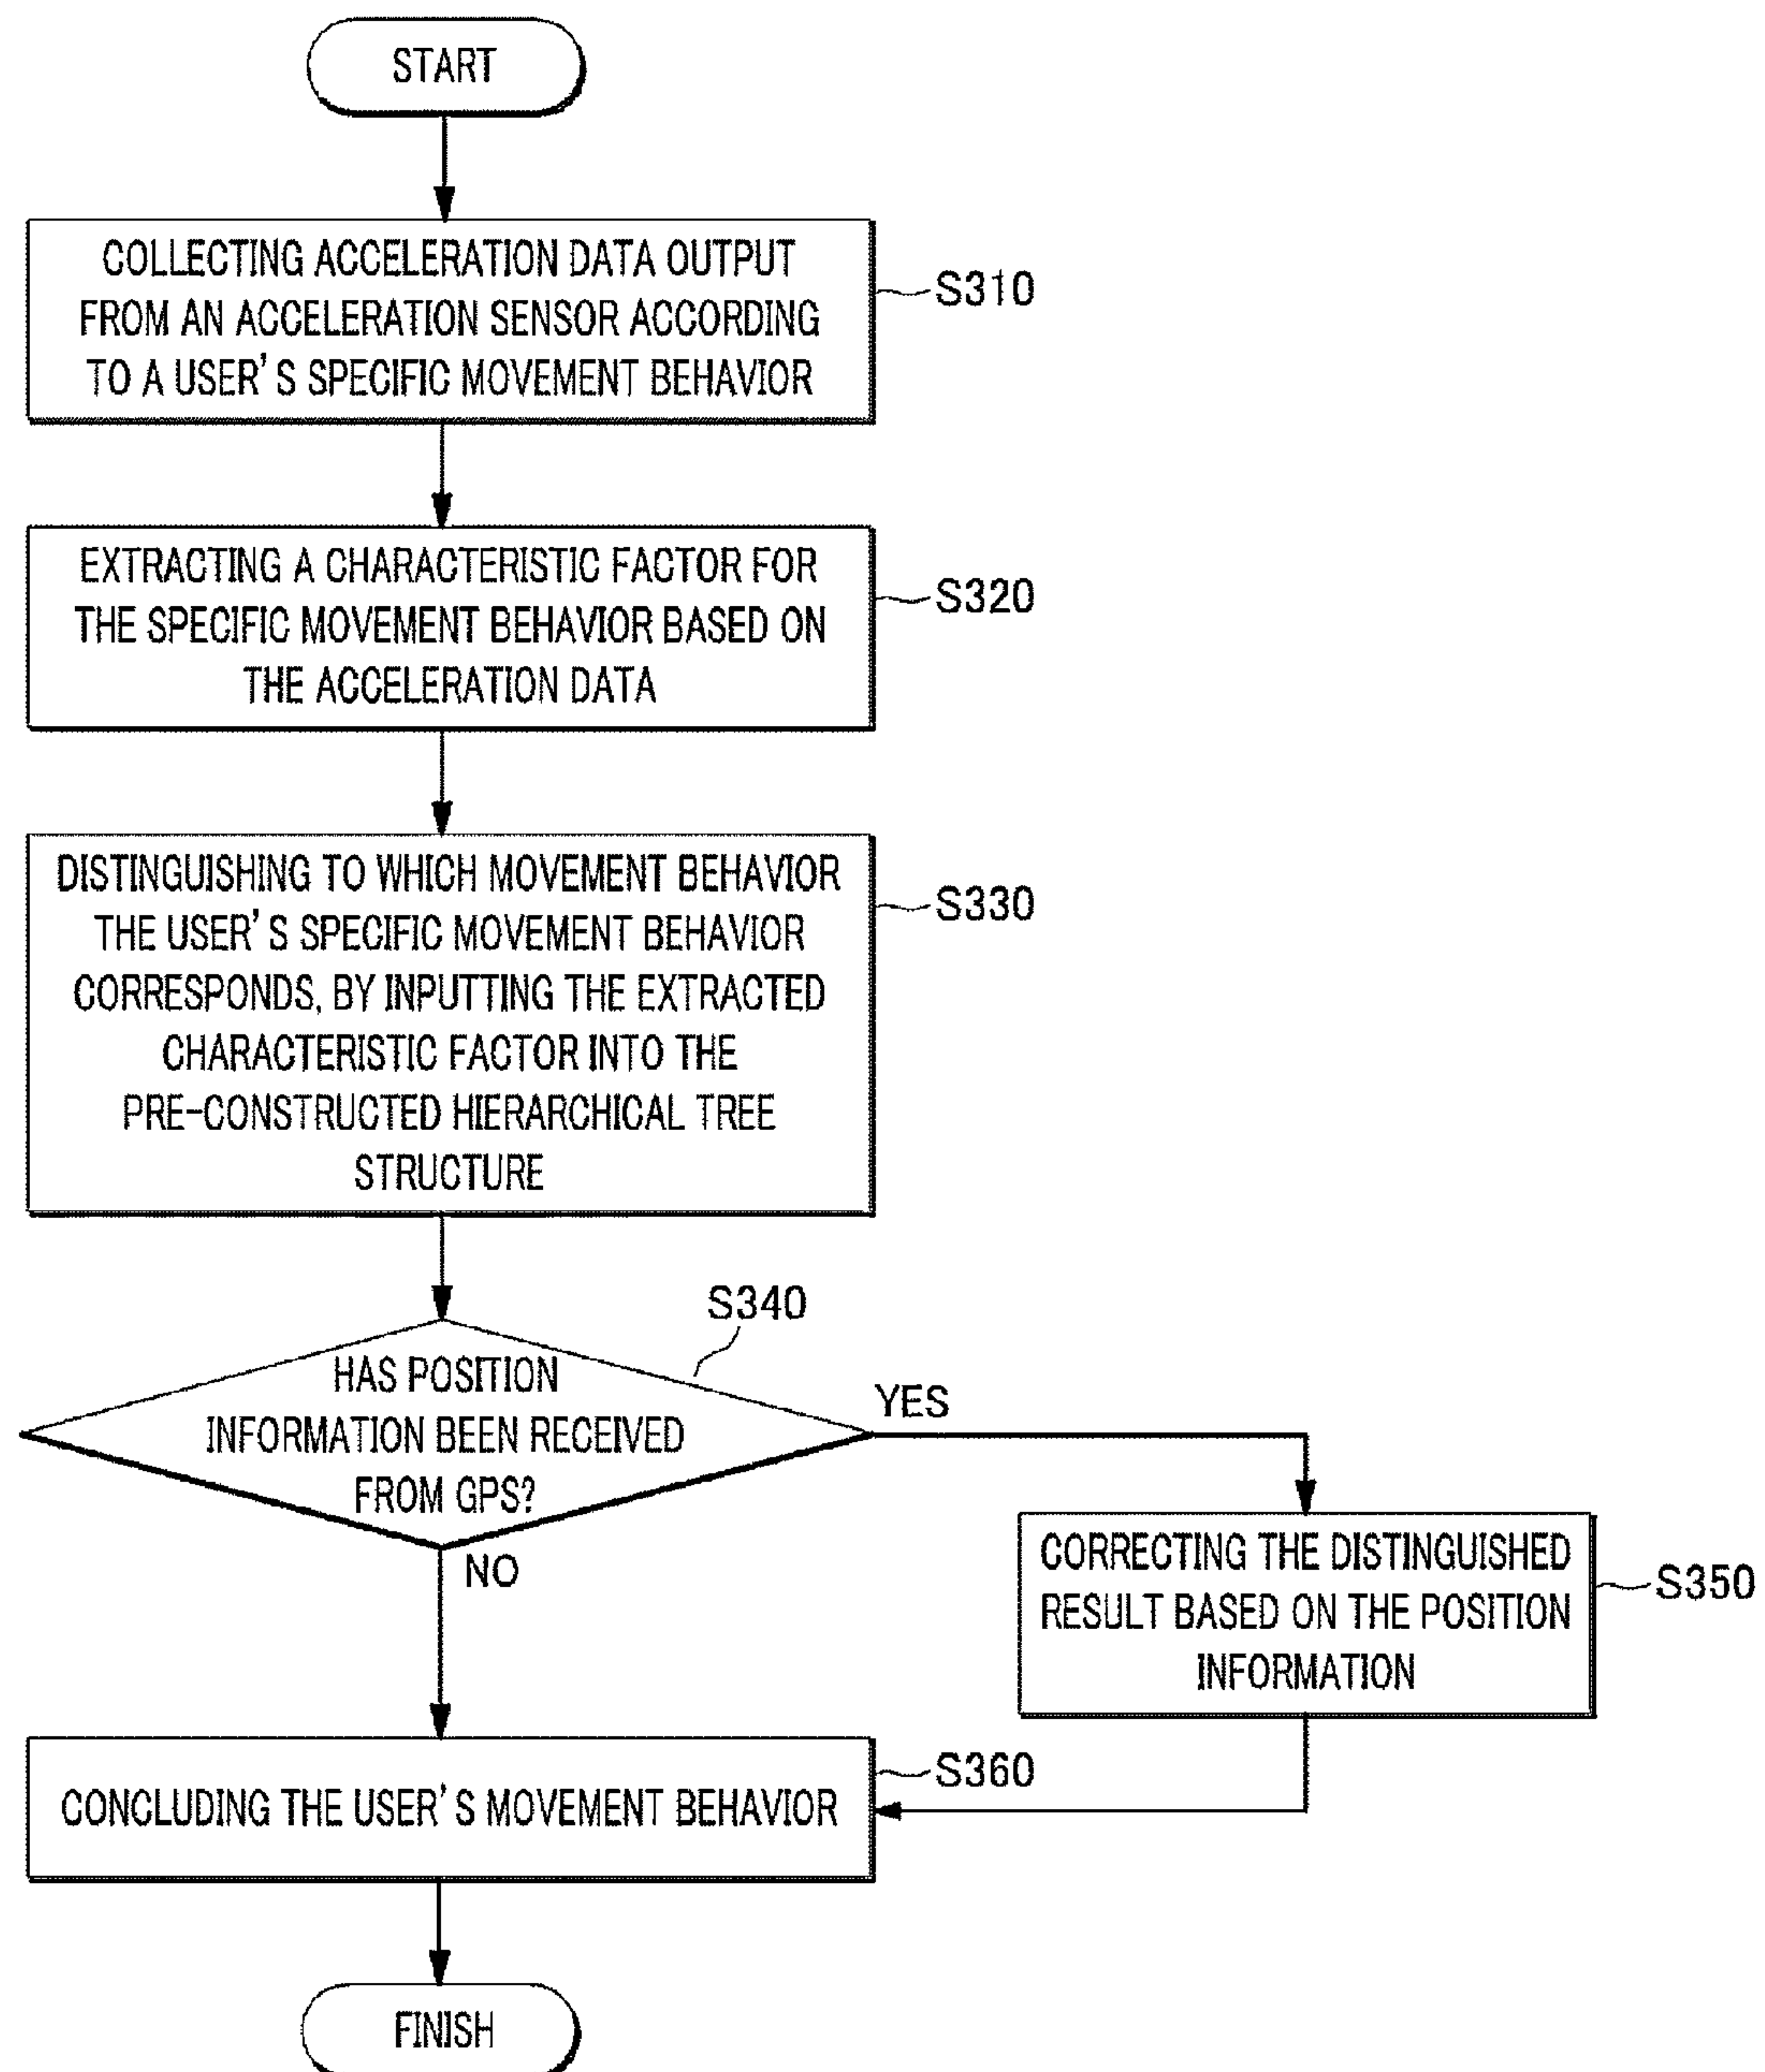 START
COLLECTING ACCELERATION DATA OUTPUT
FROM AN ACCELERATION SENSOR ACCORDING
TO A USER'S SPECIFIC MOVEMENT BEHAVIOR
S310
EXTRACTING A CHARACTERISTIC FACTOR FOR
THE SPECIFIC MOVEMENT BEHAVIOR BASED ON
THE ACCELERATION DATA
S320
DISTINGUISHING TO WHICH MOVEMENT BEHAVIOR
THE USER'S SPECIFIC MOVEMENT BEHAVIOR
CORRESPONDS, BY INPUTTING THE EXTRACTED
CHARACTERISTIC FACTOR INTO THE
PRE-CONSTRUCTED HIERARCHICAL TREE
STRUCTURE
S330
S340
HAS POSITION
INFORMATION BEEN RECEIVED
FROM GPS?
YES
NO
CORRECTING THE DISTINGUISHED
RESULT BASED ON THE POSITION
INFORMATION
S350
CONCLUDING THE USER'S MOVEMENT BEHAVIOR
S360
FINISH